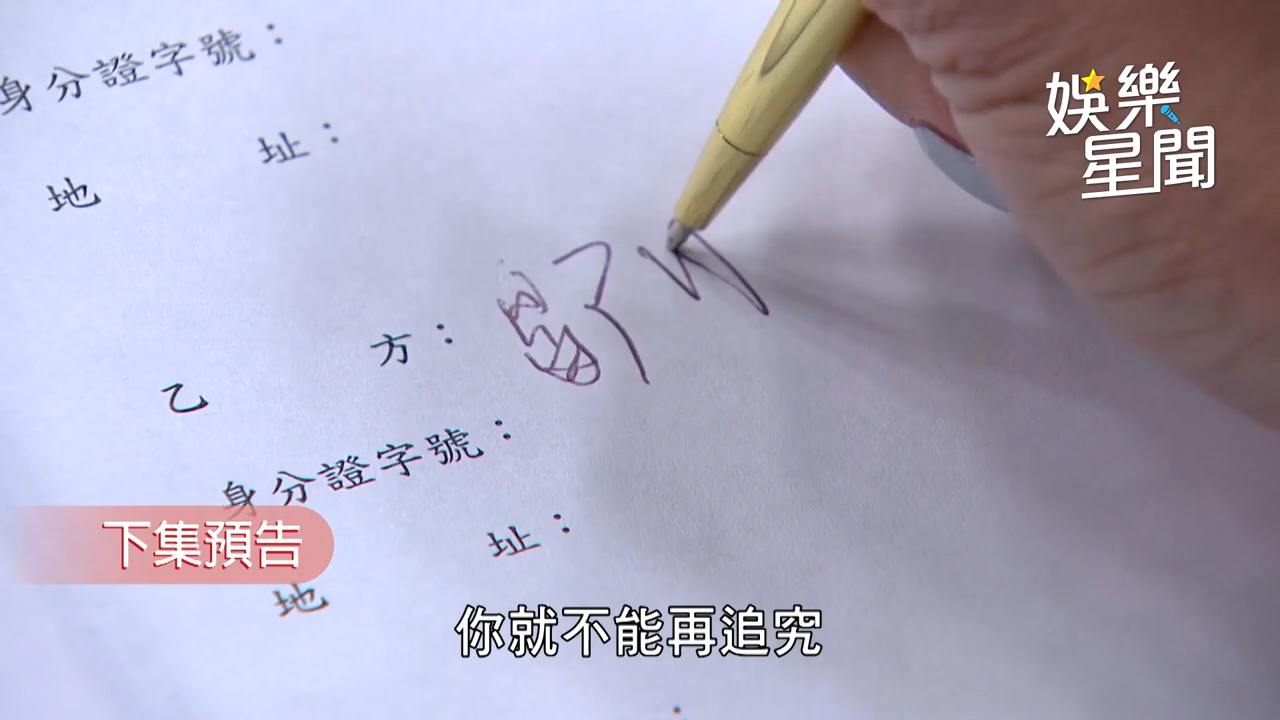 身分證字號：
地 址：
娛樂
星聞
乙 方：
身分證字號：
地 址：
下集預告
你就不能再追究